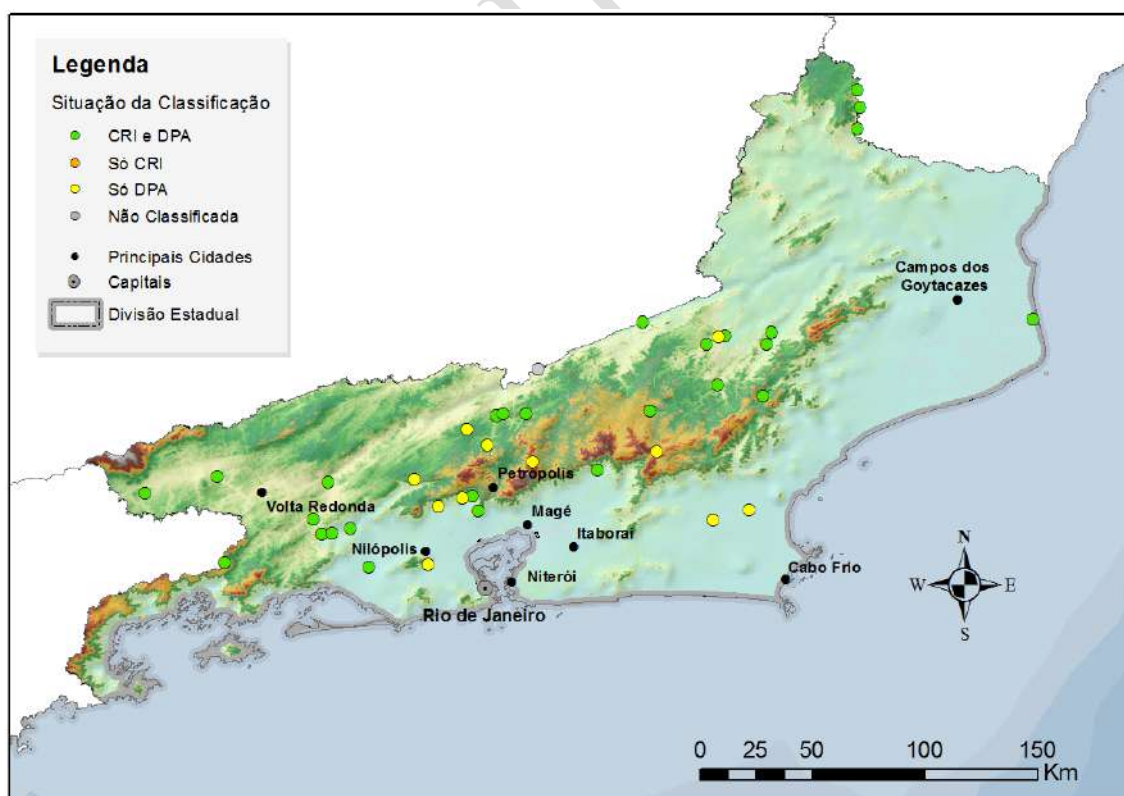 Legenda
Situação da Classificação
CRI e DPA
Só CRI
Só DPA
Não Classificada
Principais Cidades
Capitais
Divisão Estadual
Campos dos
Goytacazes
Petrópolis
Volta Redonda
Magé
Itaboraí
Nilópolis
Niterói
Cabo Frio
Rio de Janeiro
N
W
E
S
0 25 50 100 150
Km